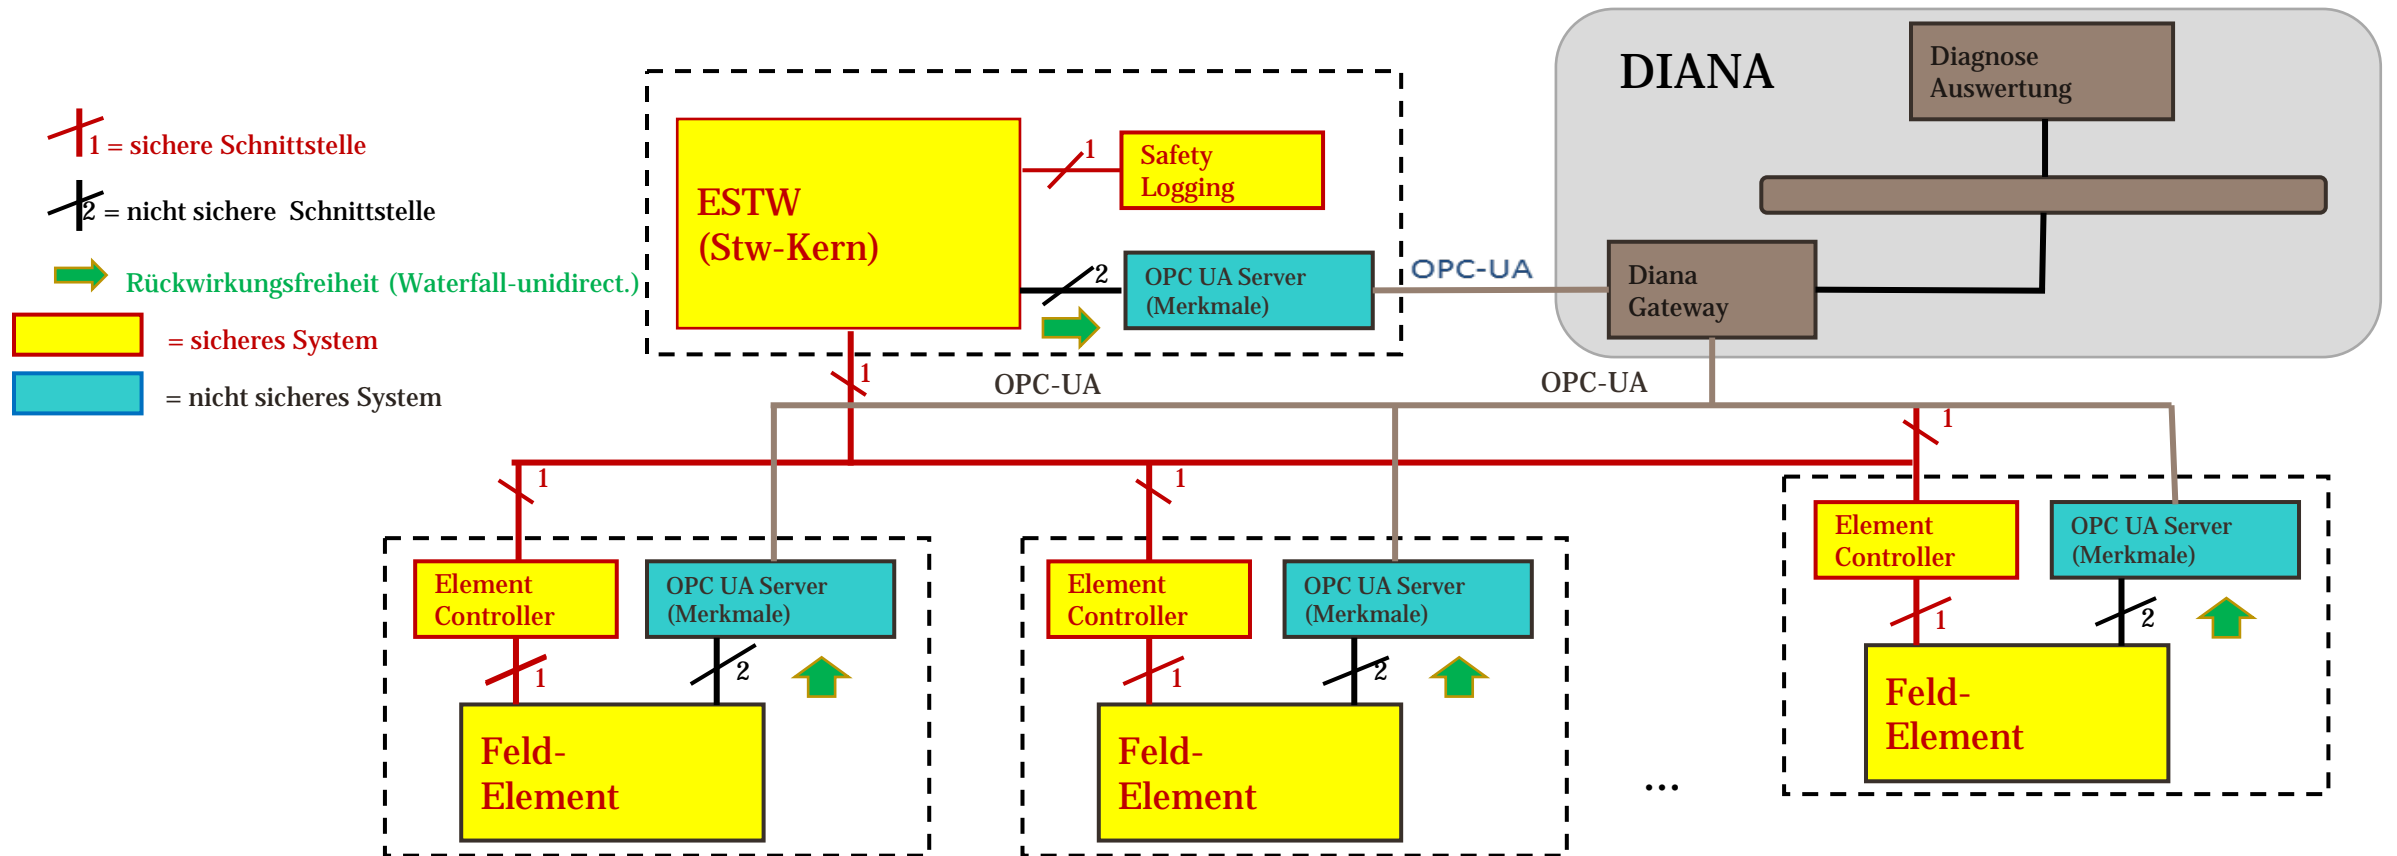 1 = sichere Schnittstelle
2 = nicht sichere Schnittstelle
Rückwirkungsfreiheit (Waterfall-unidirect.)
= sicheres System
= nicht sicheres System
ESTW
(Stw-Kern)
1
Safety
Logging
2
OPC UA Server
(Merkmale)
OPC-UA
DIANA
Diagnose
Auswertung
Diana
Gateway
1
OPC-UA
OPC-UA
1
1
1
Element
Controller
OPC UA Server
(Merkmale)
1
2
Feld-
Element
Element
Controller
OPC UA Server
(Merkmale)
1
2
Feld-
Element
...
Element
Controller
OPC UA Server
(Merkmale)
1
2
Feld-
Element